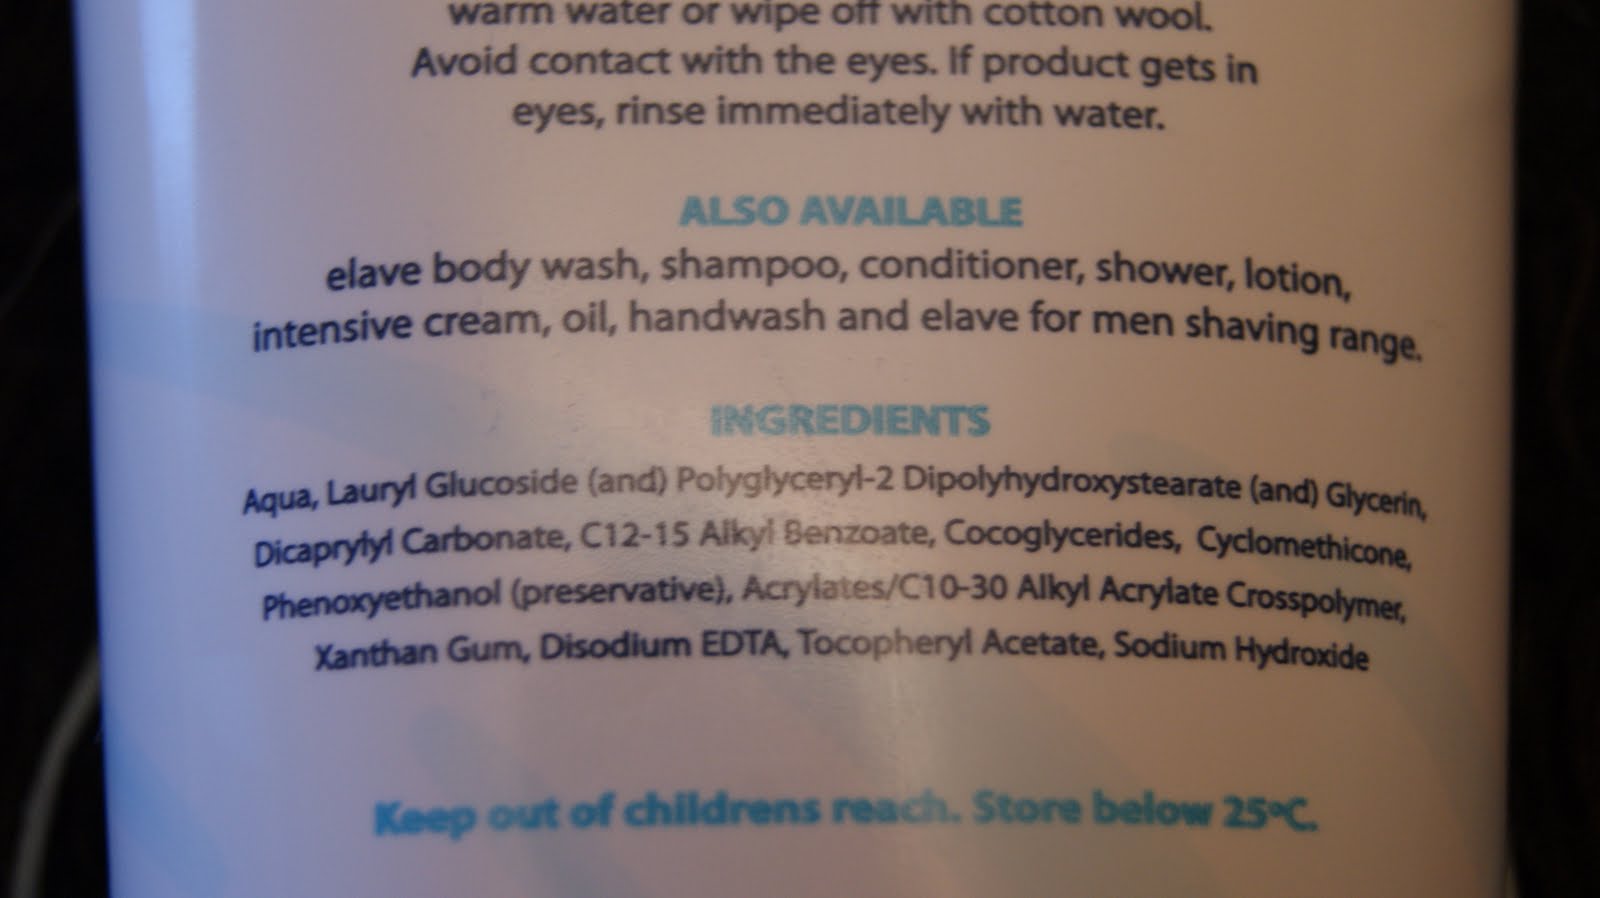 warm water or wipe off with cotton wool.
Avoid contact with the eyes. If product gets in
eyes, rinse immediately with water.
ALSO AVAILABLE
elave body wash, shampoo, conditioner, shower, lotion,
intensive cream, oil, handwash and elave for men shaving range.
INGREDIENTS
Aqua, Lauryl Glucoside (and) Polyglyceryl-2 Dipolyhydroxystearate (and) Glycerin,
Dicaprylyl Carbonate, C12-15 Alkyl Benzoate, Cocoglycerides, Cyclomethicone,
Phenoxyethanol (preservative), Acrylates/C10-30 Alkyl Acrylate Crosspolymer,
Xanthan Gum, Disodium EDTA, Tocopheryl Acetate, Sodium Hydroxide
Keep out of childrens reach. Store below 25ºC.